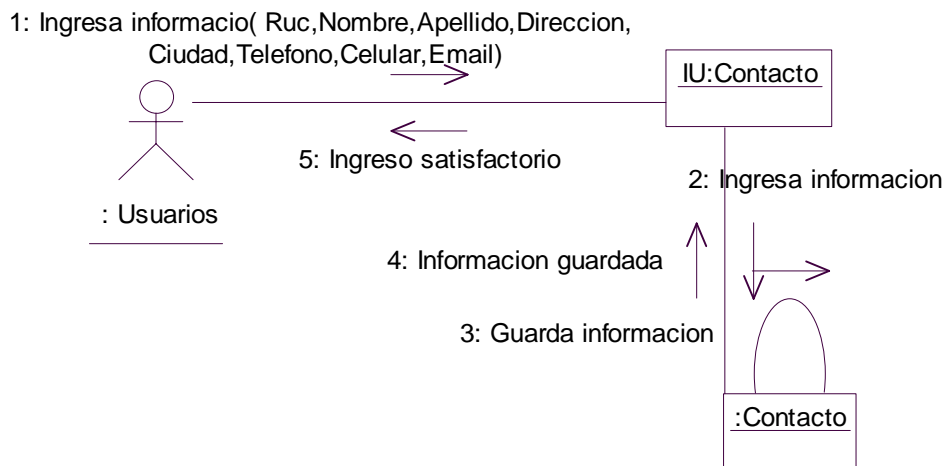 1: Ingresa informacio( Ruc,Nombre,Apellido,Direccion,
Ciudad,Telefono,Celular,Email)
IU:Contacto
5: Ingreso satisfactorio
2: Ingresa informacion
: Usuarios
4: Informacion guardada
3: Guarda informacion
:Contacto